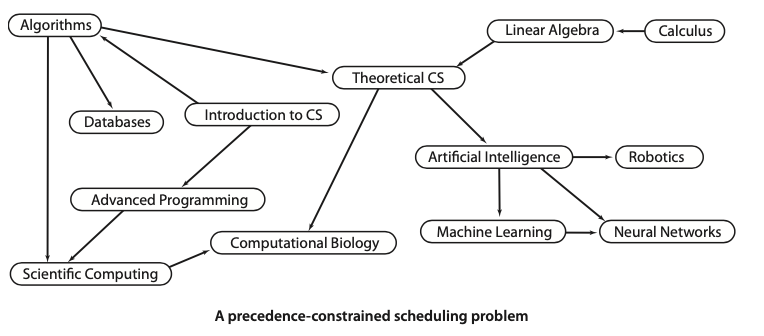 Algorithms
Linear Algebra
Calculus
Theoretical CS
Databases
Introduction to CS
Artificial Intelligence
Robotics
Advanced Programming
Machine Learning
Neural Networks
Computational Biology
Scientific Computing
A precedence-constrained scheduling problem